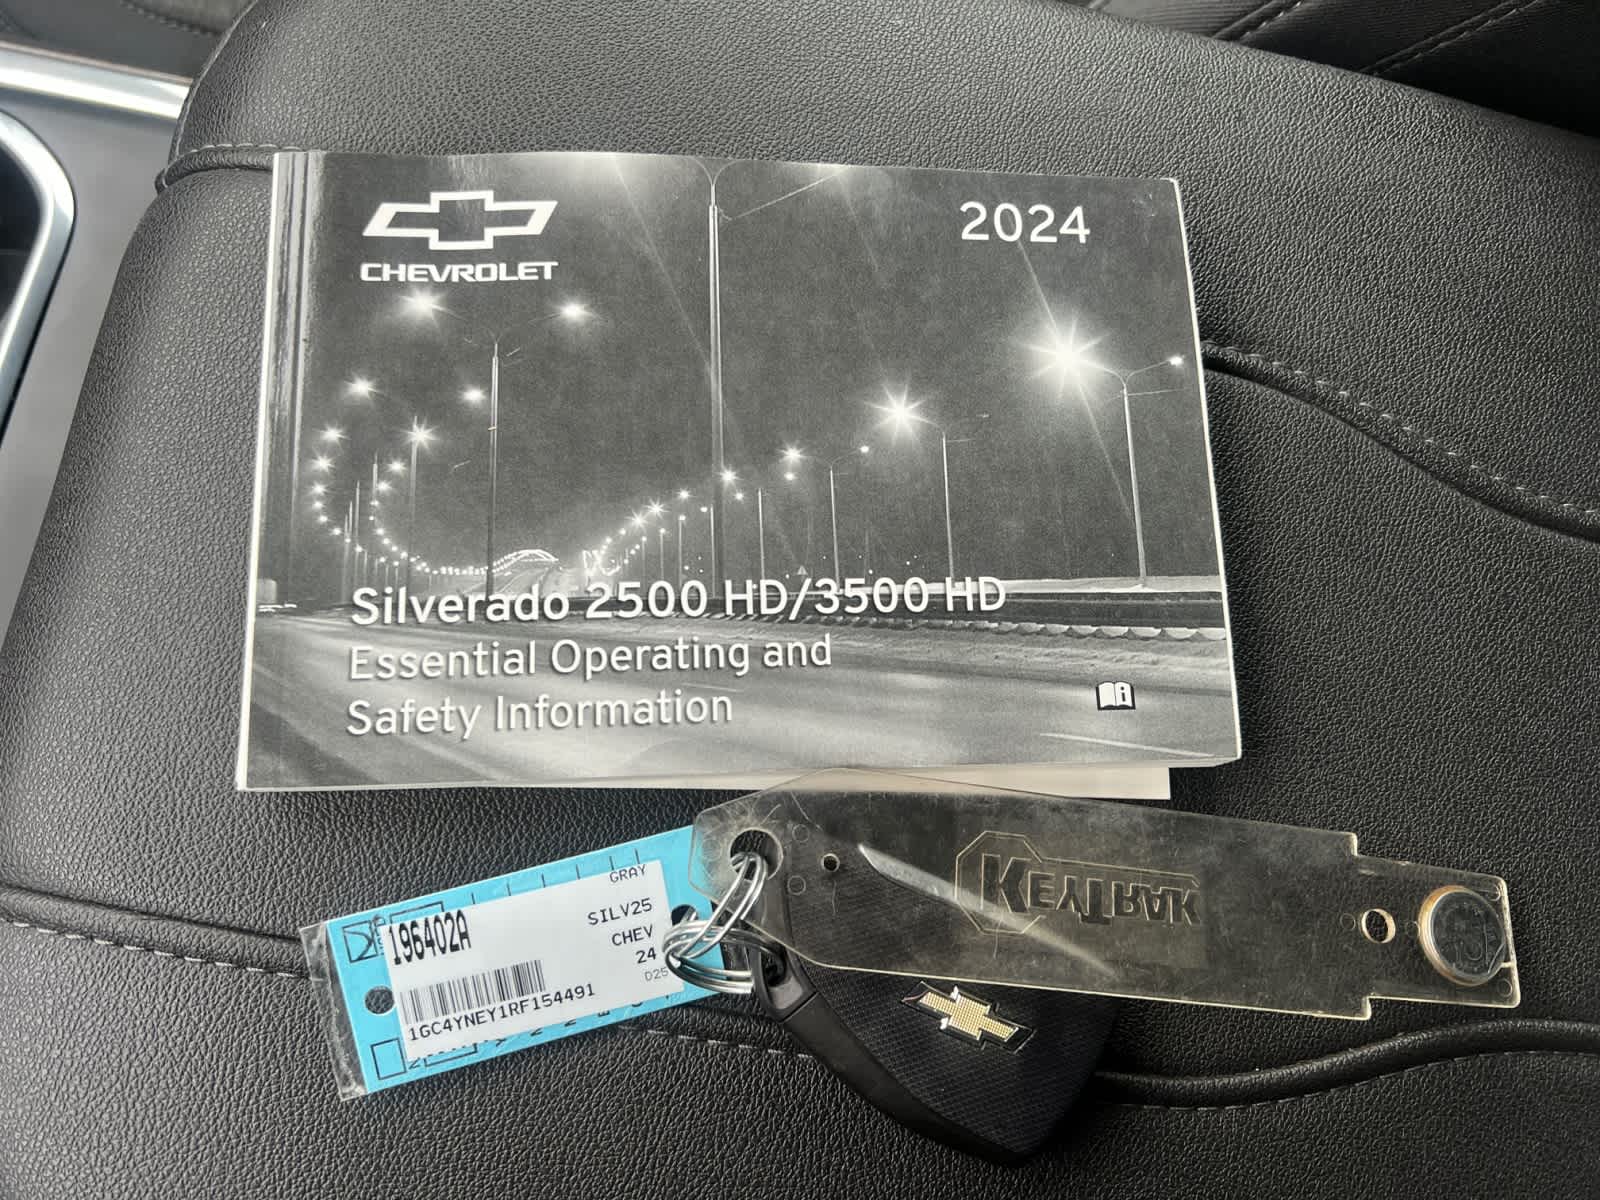 CHEVROLET
2024
Silverado 2500 HD/3500 HD
Essential Operating and
Safety Information
KEYTRAK
GRAY
196402A
SILV25
CHEV
24
D25
1GC4YNEY1RF154491